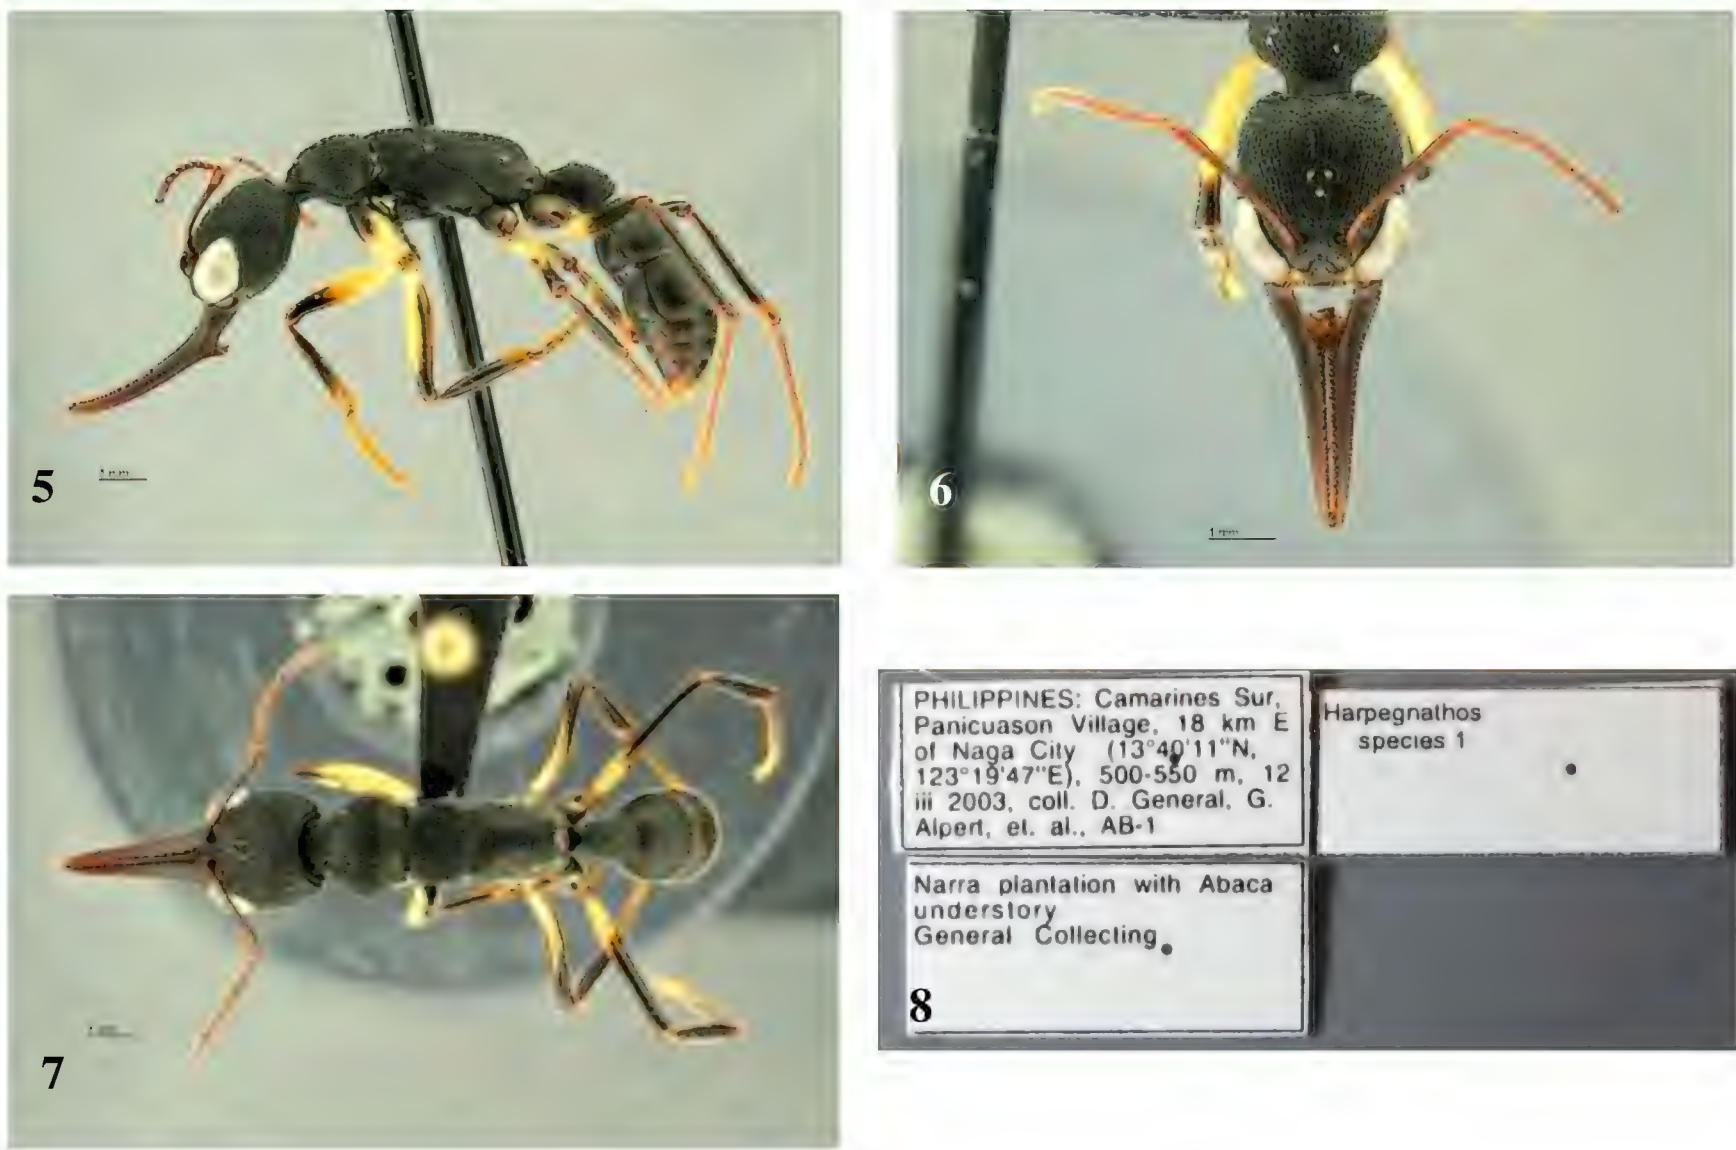 5
1 mm
6
1 mm
7
PHILIPPINES: Camarines Sur,
Panicuason Village, 18 km E
of Naga City (13°40'11"N,
123°19'47"E), 500-550 m, 12
iii 2003, coll. D. General, G.
Alpert, et. al., AB-1
Harpegnathos
species 1
Narra plantation with Abaca
understory
General Collecting
8